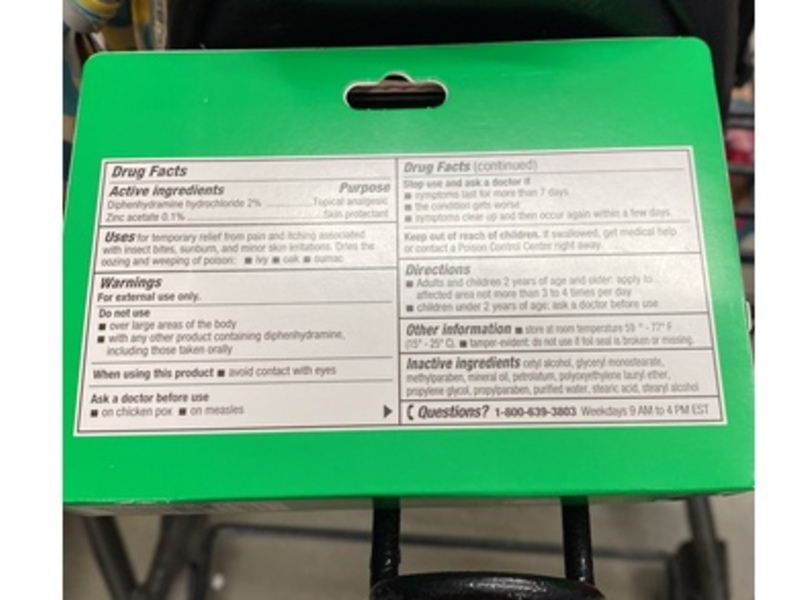 Drug Facts
Active ingredients Purpose
Diphenhydramine hydrochloride 2% Topical analgesic
Zinc acetate 0.1% Skin protectant
Uses for temporary relief from pain and itching associated
with insect bites, sunburn, and minor skin irritations. Dries the
oozing and weeping of poison: ■ ivy ■ oak ■ sumac
Warnings
For external use only.
Do not use
■ over large areas of the body
■ with any other product containing diphenhydramine,
including those taken orally
When using this product ■ avoid contact with eyes
Ask a doctor before use
■ on chicken pox ■ on measles
Drug Facts (continued)
Stop use and ask a doctor if
■ symptoms last for more than 7 days
■ the condition gets worse
■ symptoms clear up and then occur again within a few days
Keep out of reach of children. If swallowed, get medical help
or contact a Poison Control Center right away.
Directions
■ Adults and children 2 years of age and older: apply to
affected area not more than 3 to 4 times per day
■ children under 2 years of age: ask a doctor before use
Other information ■ store at room temperature 59 ° - 77° F
(15° - 25° C). ■ tamper-evident: do not use if foil seal is broken or missing.
Inactive ingredients cetyl alcohol, glyceryl monostearate,
methylparaben, mineral oil, petrolatum, polyoxyethylene lauryl ether,
propylene glycol, propylparaben, purified water, stearic acid, stearyl alcohol
Questions? 1-800-639-3803 Weekdays 9 AM to 4 PM EST